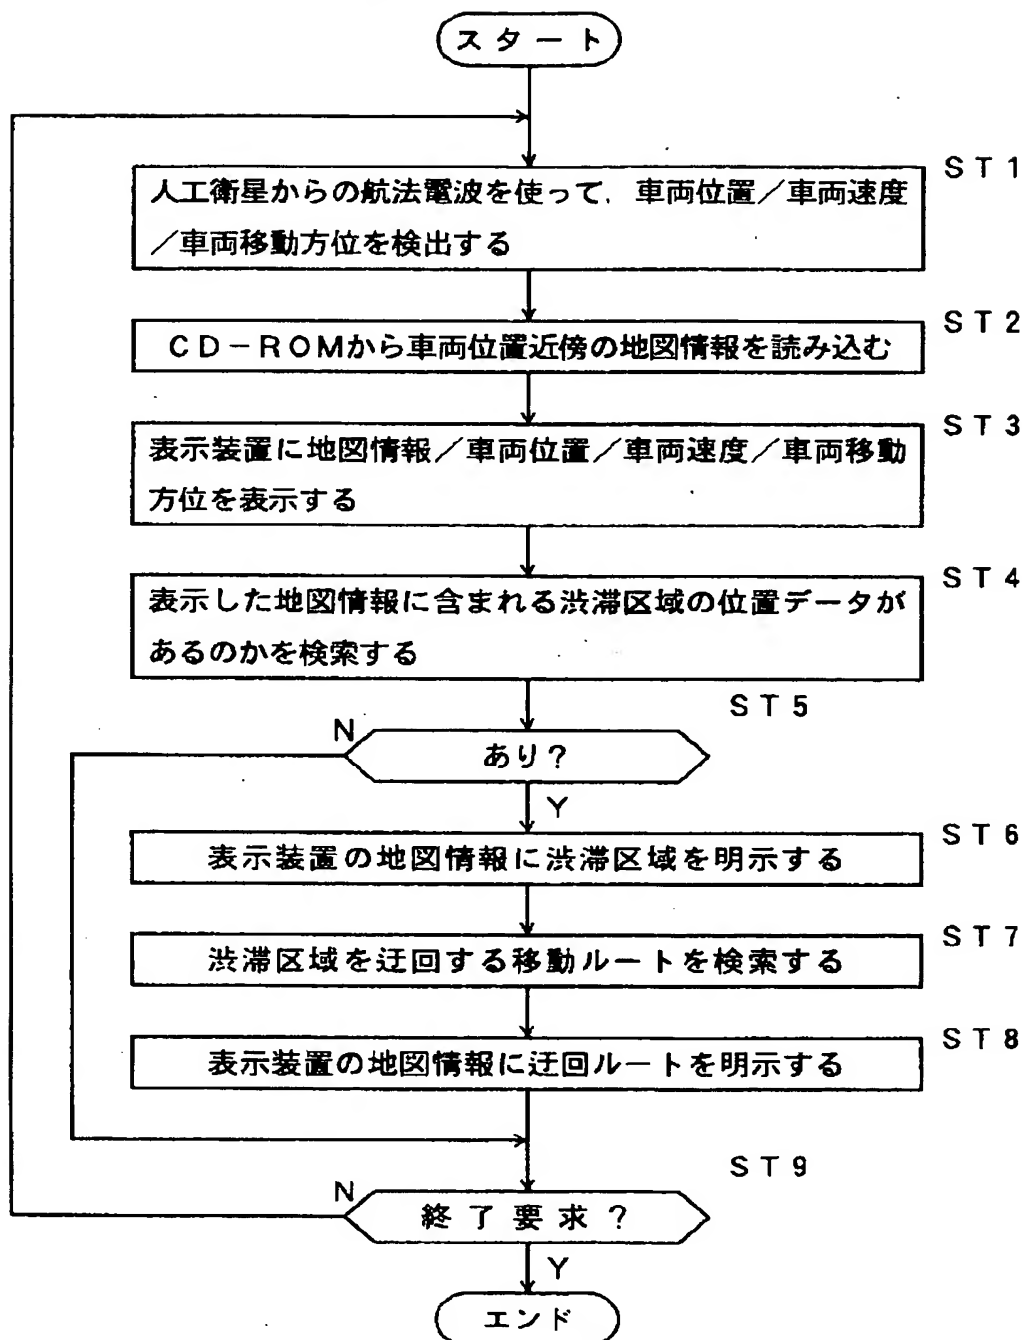 スタート
ST1
人工衛星からの航法電波を使って，車両位置／車両速度
／車両移動方位を検出する
ST2
CD－ROMから車両位置近傍の地図情報を読み込む
ST3
表示装置に地図情報／車両位置／車両速度／車両移動
方位を表示する
ST4
表示した地図情報に含まれる渋滞区域の位置データが
あるのかを検索する
ST5
N
あり？
Y
ST6
表示装置の地図情報に渋滞区域を明示する
ST7
渋滞区域を迂回する移動ルートを検索する
ST8
表示装置の地図情報に迂回ルートを明示する
ST9
N
終了要求？
Y
エンド